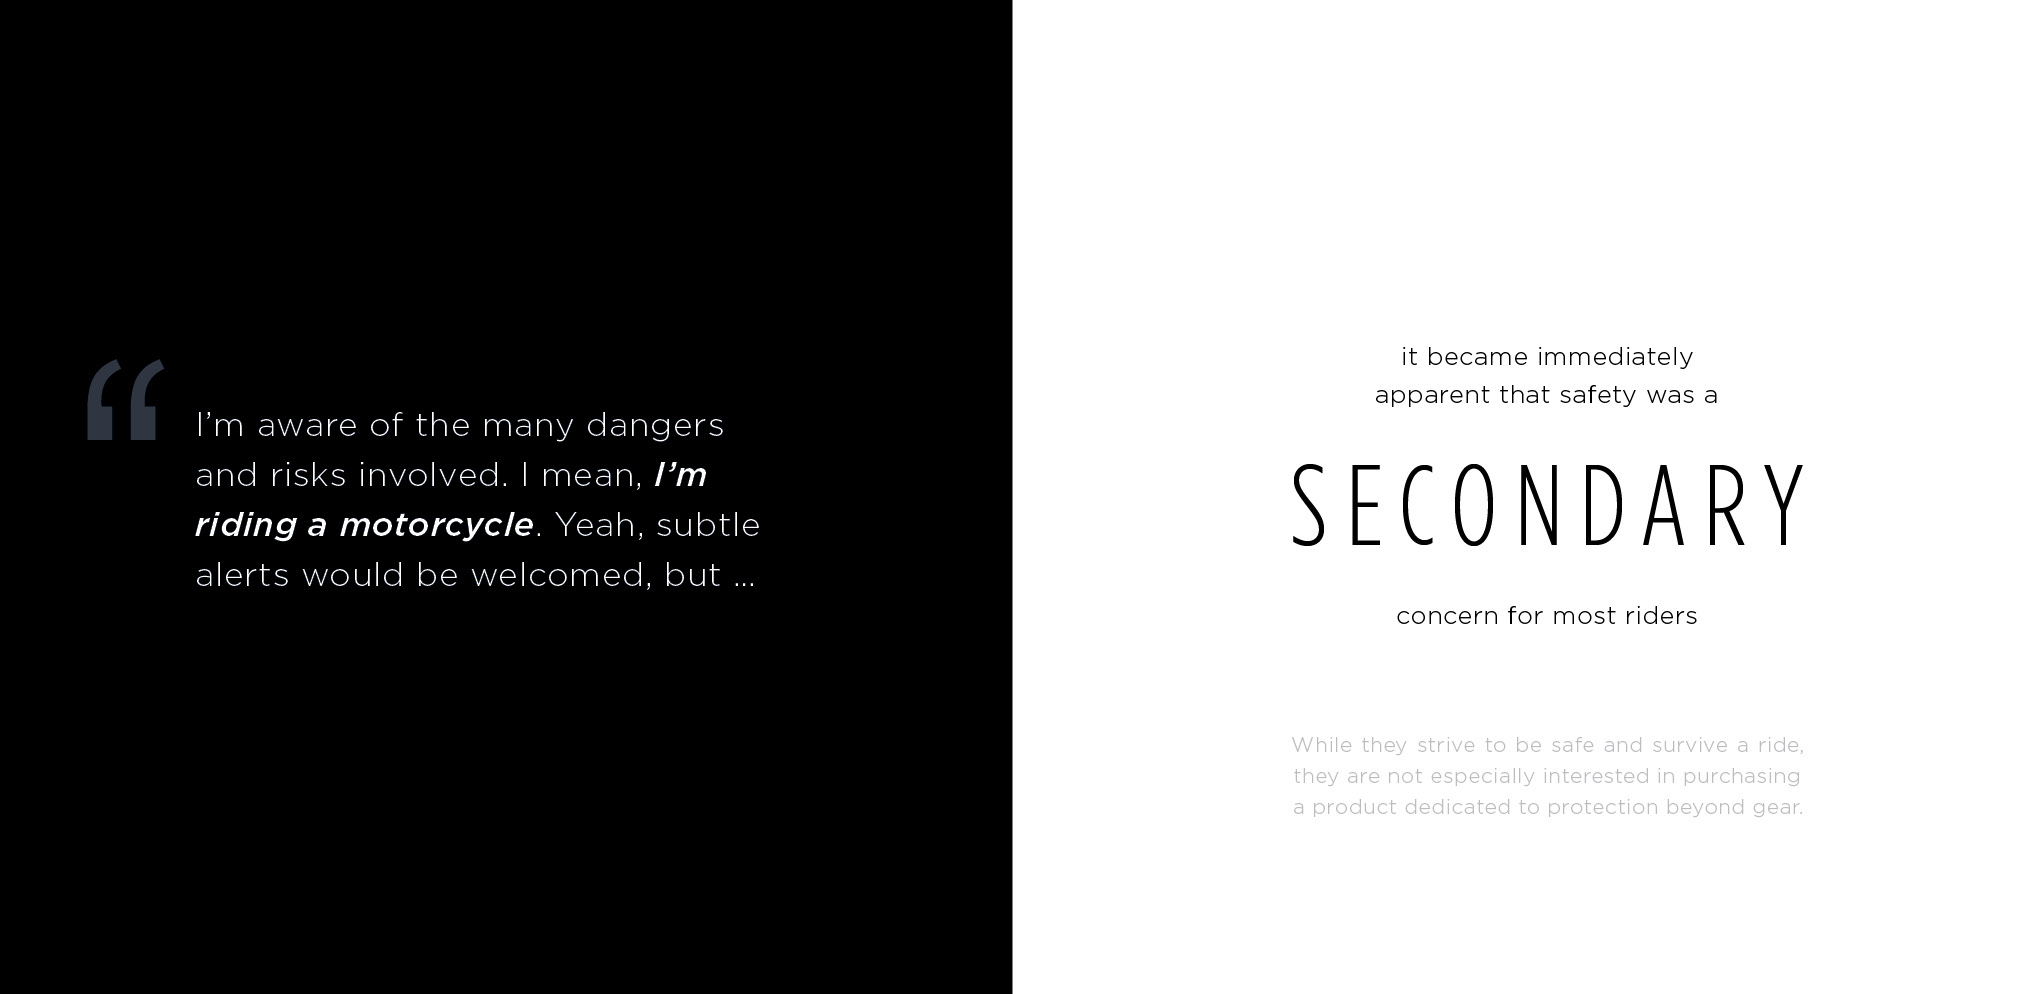 “
I’m aware of the many dangers
and risks involved. I mean, I’m
riding a motorcycle. Yeah, subtle
alerts would be welcomed, but ...
it became immediately
apparent that safety was a
SECONDARY
concern for most riders
While they strive to be safe and survive a ride,
they are not especially interested in purchasing
a product dedicated to protection beyond gear.